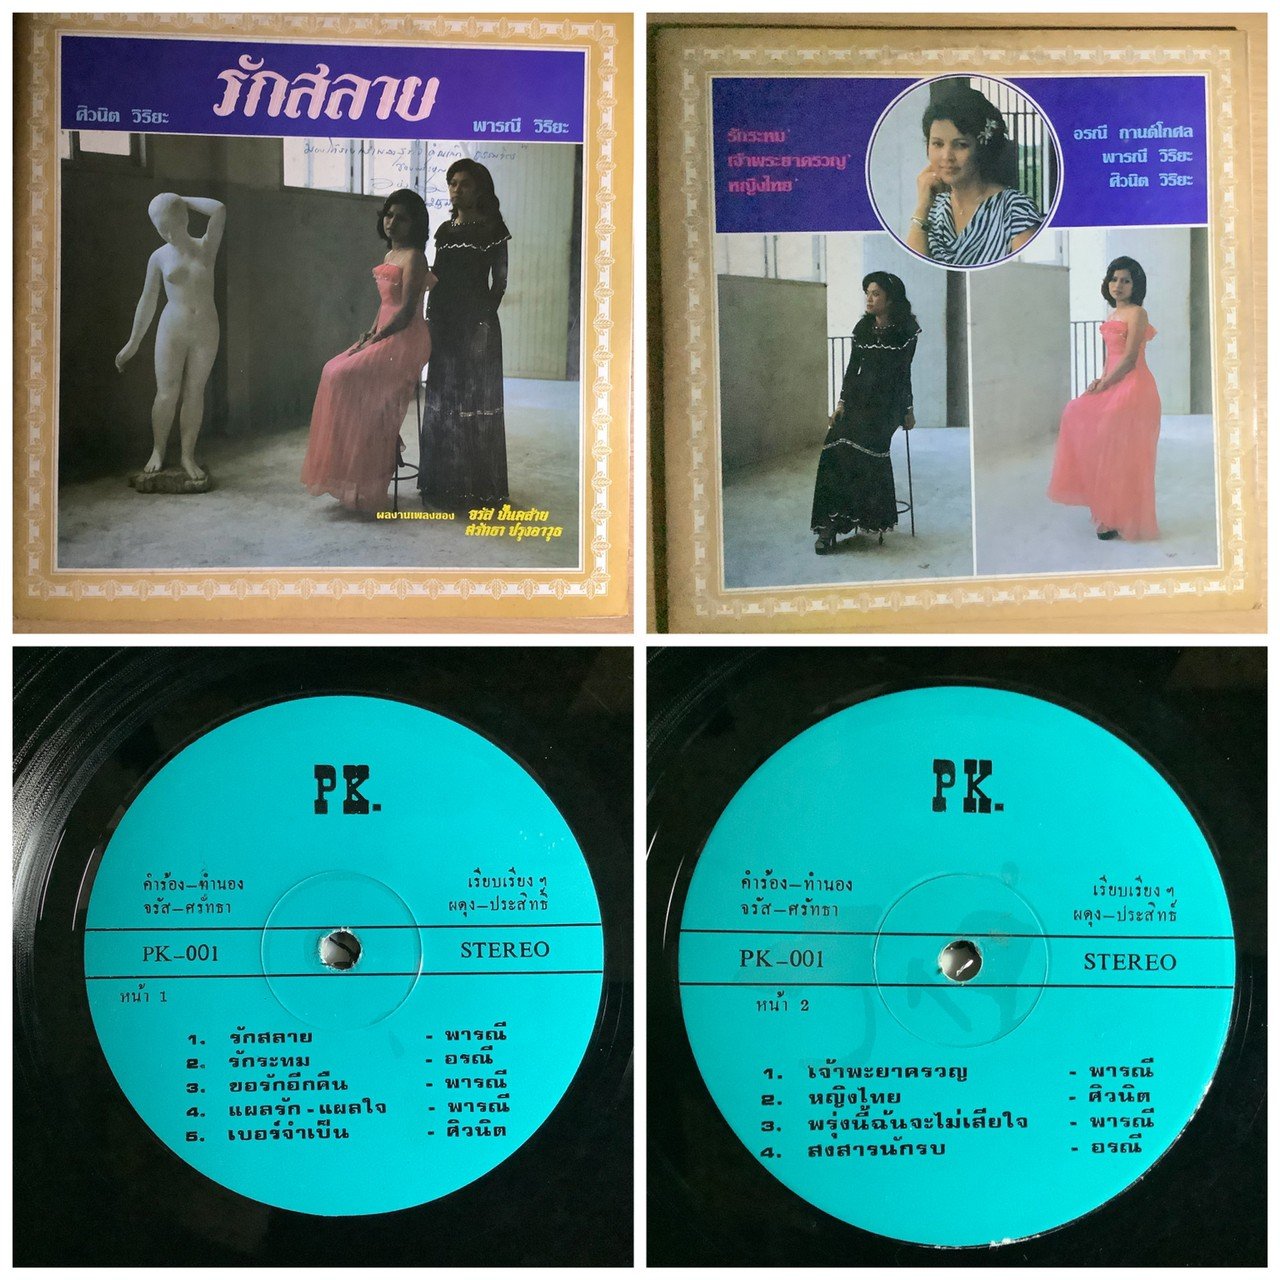 รักสลาย
ศิวนิต วิริยะ
พารณี วิริยะ
ผลงานเพลงของ จรัส ปั้นคล้าย
ศรัทธา ปรุงอาวุธ
รักระทม
เจ้าพระยาครวญ
หญิงไทย
อรณี กานต์โกศล
พารณี วิริยะ
ศิวนิต วิริยะ
PK.
คำร้อง–ทำนอง
จรัส–ศรัทธา
เรียบเรียง ๆ
ผดุง–ประสิทธิ์
PK–001
STEREO
หน้า 1
1. รักสลาย - พารณี
2. รักระทม - อรณี
3. ขอรักอีกคืน - พารณี
4. แผลรัก - แผลใจ - พารณี
5. เบอร์จำเป็น - ศิวนิต
PK.
คำร้อง–ทำนอง
จรัส–ศรัทธา
เรียบเรียง ๆ
ผดุง–ประสิทธิ์
PK–001
STEREO
หน้า 2
1. เจ้าพะยาครวญ - พารณี
2. หญิงไทย - ศิวนิต
3. พรุ่งนี้ฉันจะไม่เสียใจ - พารณี
4. สงสารนักรบ - อรณี